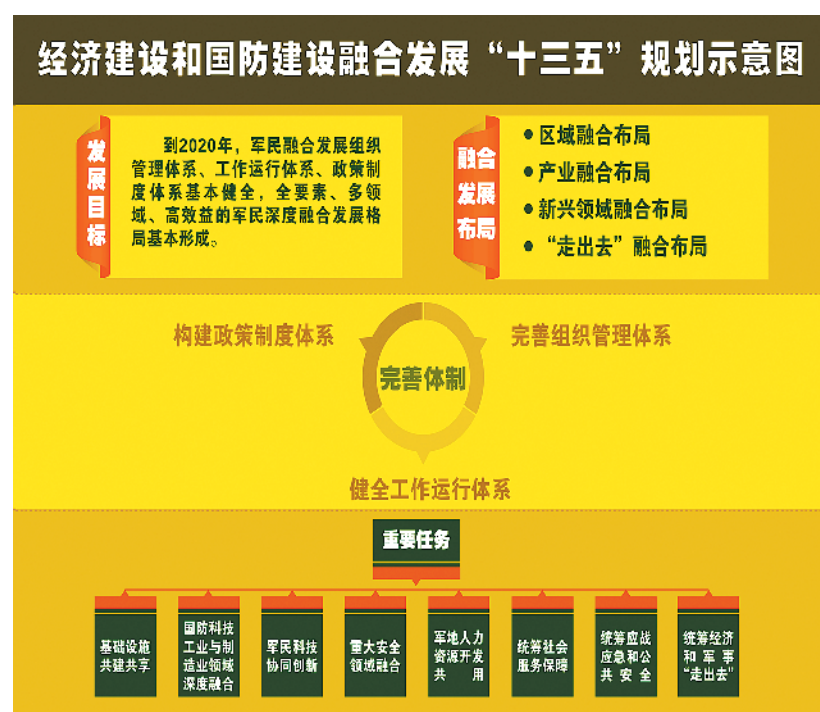 经济建设和国防建设融合发展“十三五”规划示意图
发展目标
到2020年，军民融合发展组织
管理体系、工作运行体系、政策制
度体系基本健全，全要素、多领
域、高效益的军民深度融合发展格
局基本形成。
融合
发展
布局
●区域融合布局
●产业融合布局
●新兴领域融合布局
●“走出去”融合布局
构建政策制度体系
完善组织管理体系
完善体制
健全工作运行体系
重要任务
基础设施
共建共享
国防科技
工业与制
造业领域
深度融合
军民科技
协同创新
重大安全
领域融合
军地人力
资源开发
共用
统筹社会
服务保障
统筹应战
应急和公
共安全
统筹经济
和军事
“走出去”